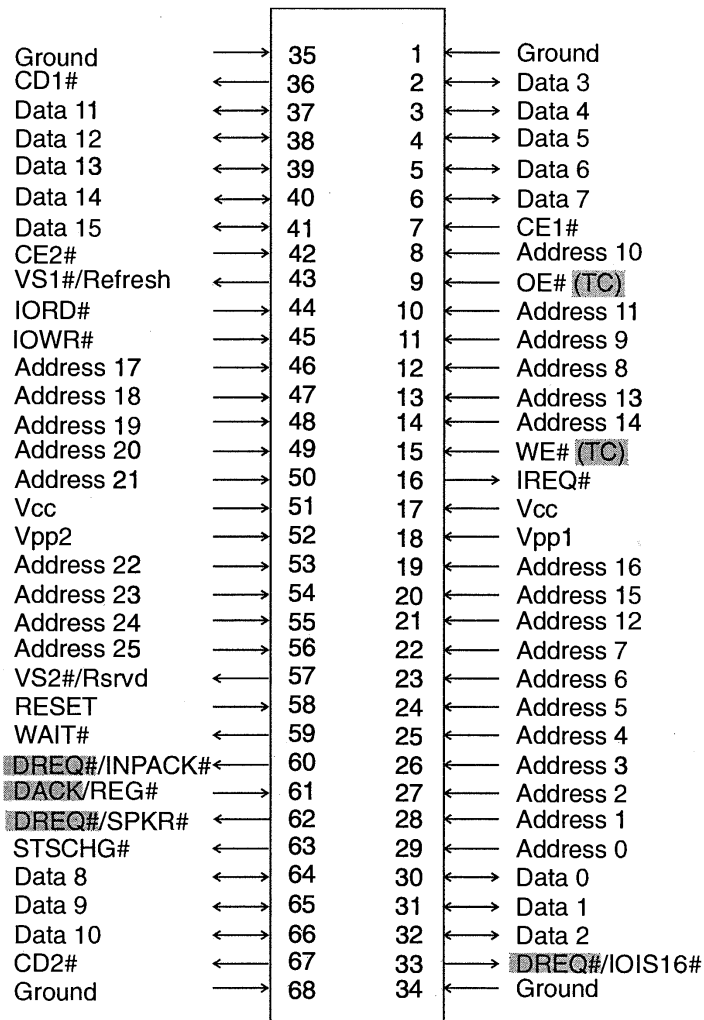 Ground 35 1 Ground
CD1# 36 2 Data 3
Data 11 37 3 Data 4
Data 12 38 4 Data 5
Data 13 39 5 Data 6
Data 14 40 6 Data 7
Data 15 41 7 CE1#
CE2# 42 8 Address 10
VS1#/Refresh 43 9 OE# (TC)
IORD# 44 10 Address 11
IOWR# 45 11 Address 9
Address 17 46 12 Address 8
Address 18 47 13 Address 13
Address 19 48 14 Address 14
Address 20 49 15 WE# (TC)
Address 21 50 16 IREQ#
Vcc 51 17 Vcc
Vpp2 52 18 Vpp1
Address 22 53 19 Address 16
Address 23 54 20 Address 15
Address 24 55 21 Address 12
Address 25 56 22 Address 7
VS2#/Rsrvd 57 23 Address 6
RESET 58 24 Address 5
WAIT# 59 25 Address 4
DREQ#/INPACK# 60 26 Address 3
DACK/REG# 61 27 Address 2
DREQ#/SPKR# 62 28 Address 1
STSCHG# 63 29 Address 0
Data 8 64 30 Data 0
Data 9 65 31 Data 1
Data 10 66 32 Data 2
CD2# 67 33 DREQ#/IOIS16#
Ground 68 34 Ground